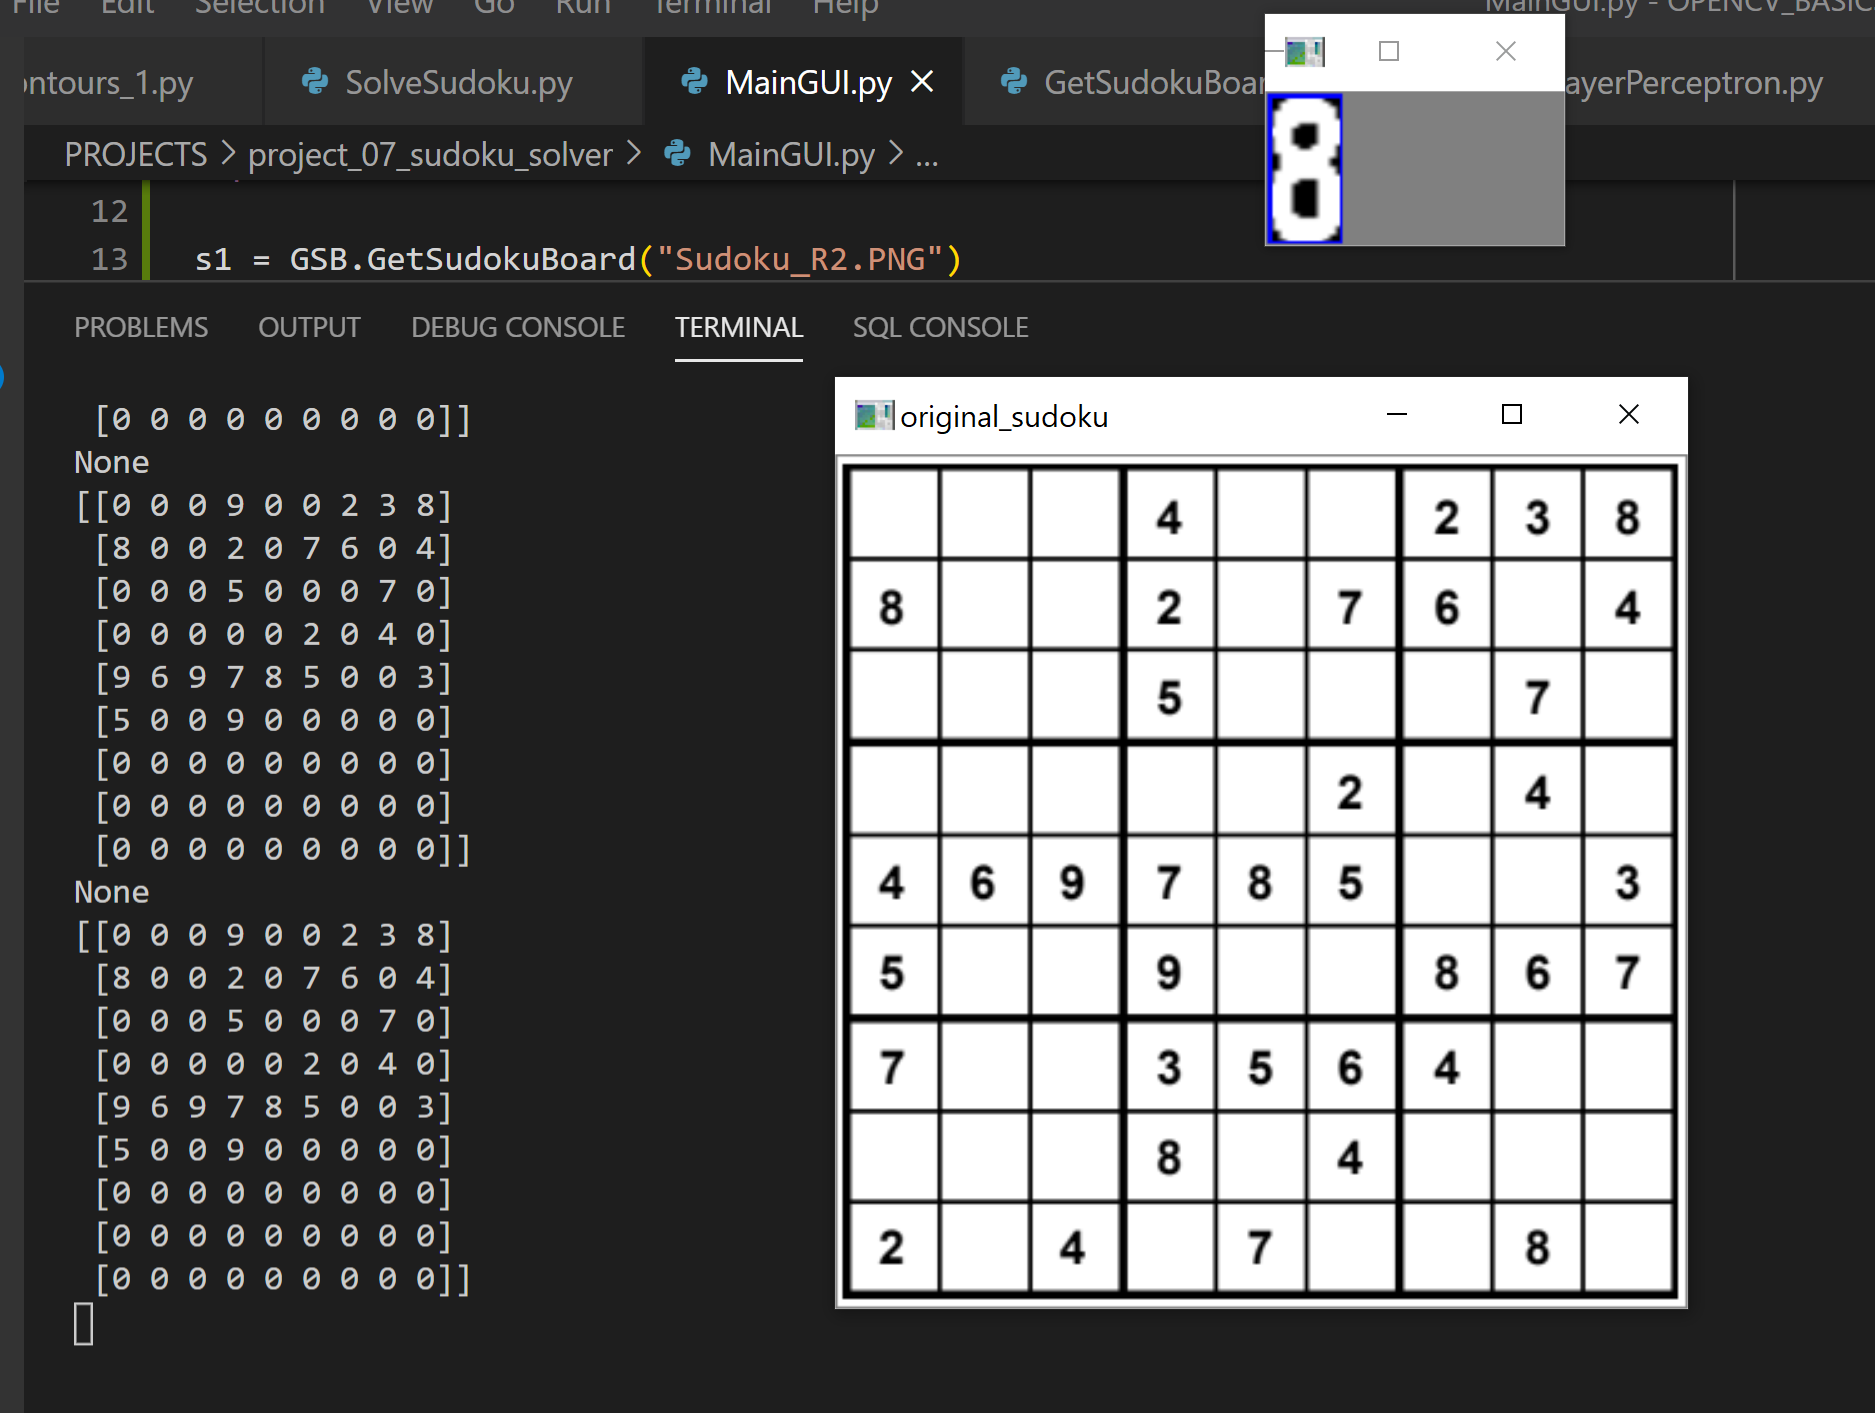 File Edit Selection View Go Run Terminal Help MainGUI.py - OPENCV_BASIC
ontours_1.py SolveSudoku.py MainGUI.py GetSudokuBoar ayerPerceptron.py
PROJECTS > project_07_sudoku_solver > MainGUI.py > ...
12
13 s1 = GSB.GetSudokuBoard("Sudoku_R2.PNG")
8
PROBLEMS OUTPUT DEBUG CONSOLE TERMINAL SQL CONSOLE
[0 0 0 0 0 0 0 0 0]]
None
[[0 0 0 9 0 0 2 3 8]
[8 0 0 2 0 7 6 0 4]
[0 0 0 5 0 0 0 7 0]
[0 0 0 0 0 2 0 4 0]
[9 6 9 7 8 5 0 0 3]
[5 0 0 9 0 0 0 0 0]
[0 0 0 0 0 0 0 0 0]
[0 0 0 0 0 0 0 0 0]
[0 0 0 0 0 0 0 0 0]]
None
[[0 0 0 9 0 0 2 3 8]
[8 0 0 2 0 7 6 0 4]
[0 0 0 5 0 0 0 7 0]
[0 0 0 0 0 2 0 4 0]
[9 6 9 7 8 5 0 0 3]
[5 0 0 9 0 0 0 0 0]
[0 0 0 0 0 0 0 0 0]
[0 0 0 0 0 0 0 0 0]
[0 0 0 0 0 0 0 0 0]]
original_sudoku
4 2 3 8
8 2 7 6 4
5 7
2 4
4 6 9 7 8 5 3
5 9 8 6 7
7 3 5 6 4
8 4
2 4 7 8